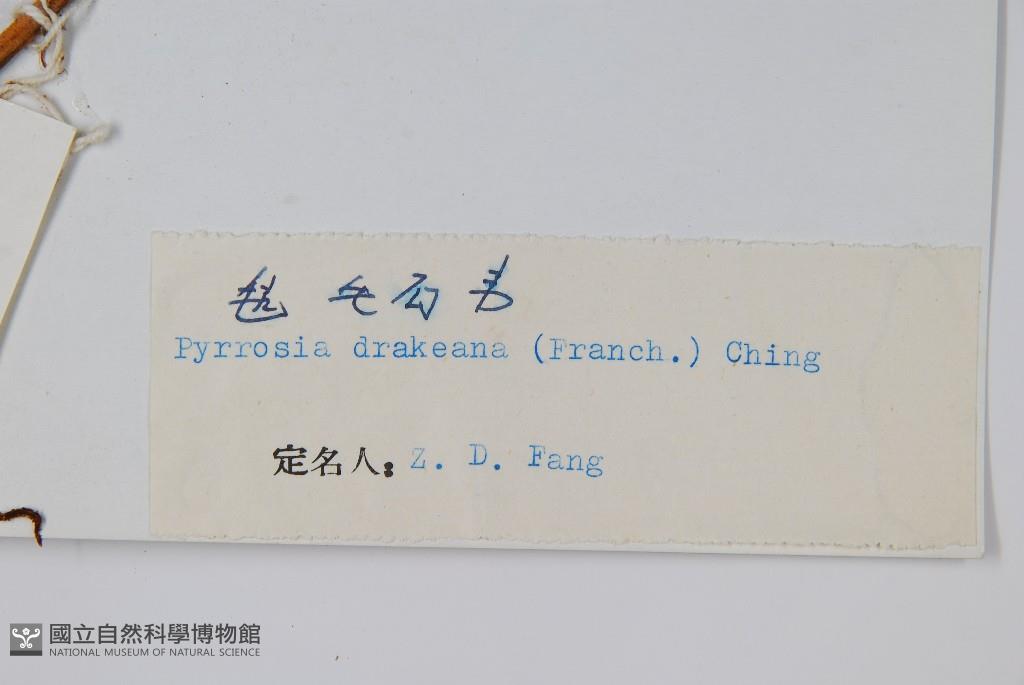 毡毛石韦
Pyrrosia drakeana (Franch.) Ching
定名人: Z. D. Fang
國立自然科學博物館
NATIONAL MUSEUM OF NATURAL SCIENCE